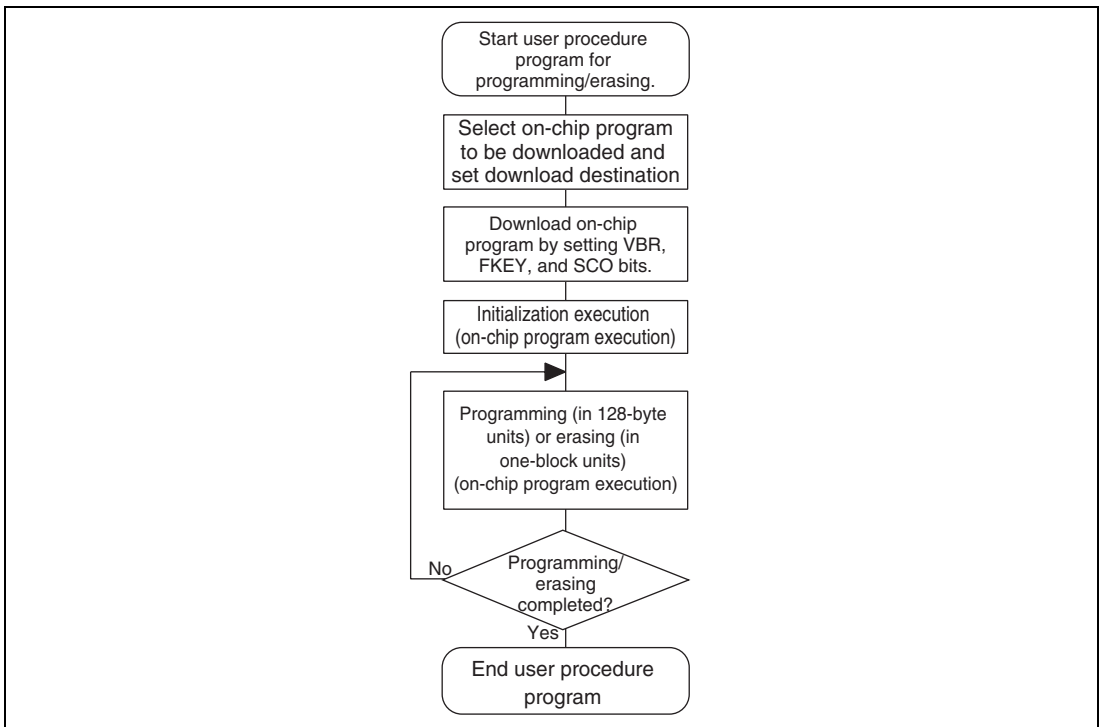 Start user procedure
program for
programming/erasing.
Select on-chip program
to be downloaded and
set download destination
Download on-chip
program by setting VBR,
FKEY, and SCO bits.
Initialization execution
(on-chip program execution)
Programming (in 128-byte
units) or erasing (in
one-block units)
(on-chip program execution)
No
Programming/
erasing
completed?
Yes
End user procedure
program